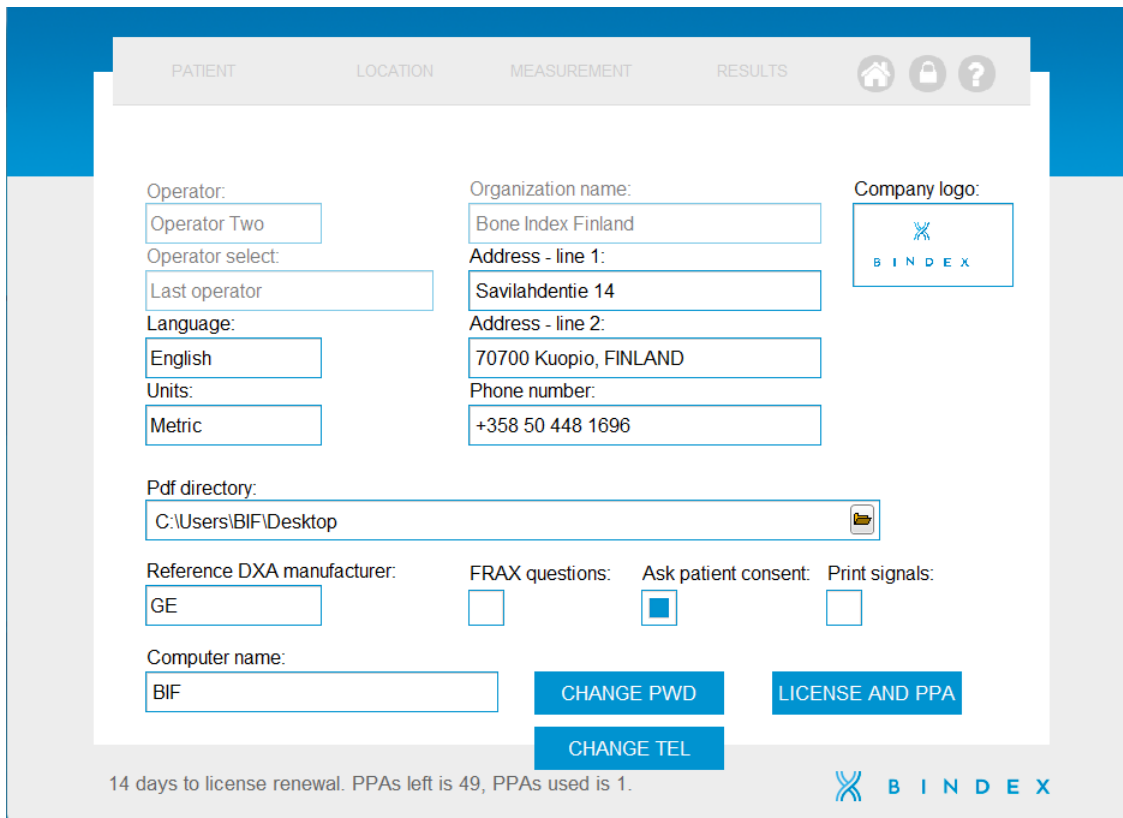 PATIENT LOCATION MEASUREMENT RESULTS ?
Operator: Organization name: Company logo:
Operator Two Bone Index Finland
BINDEX
Operator select: Address - line 1:
Last operator Savilahdentie 14
Language: Address - line 2:
English 70700 Kuopio, FINLAND
Units: Phone number:
Metric +358 50 448 1696
Pdf directory:
C:\Users\BIF\Desktop
Reference DXA manufacturer: FRAX questions: Ask patient consent: Print signals:
GE
Computer name:
BIF CHANGE PWD LICENSE AND PPA
CHANGE TEL
14 days to license renewal. PPAs left is 49, PPAs used is 1. BINDEX